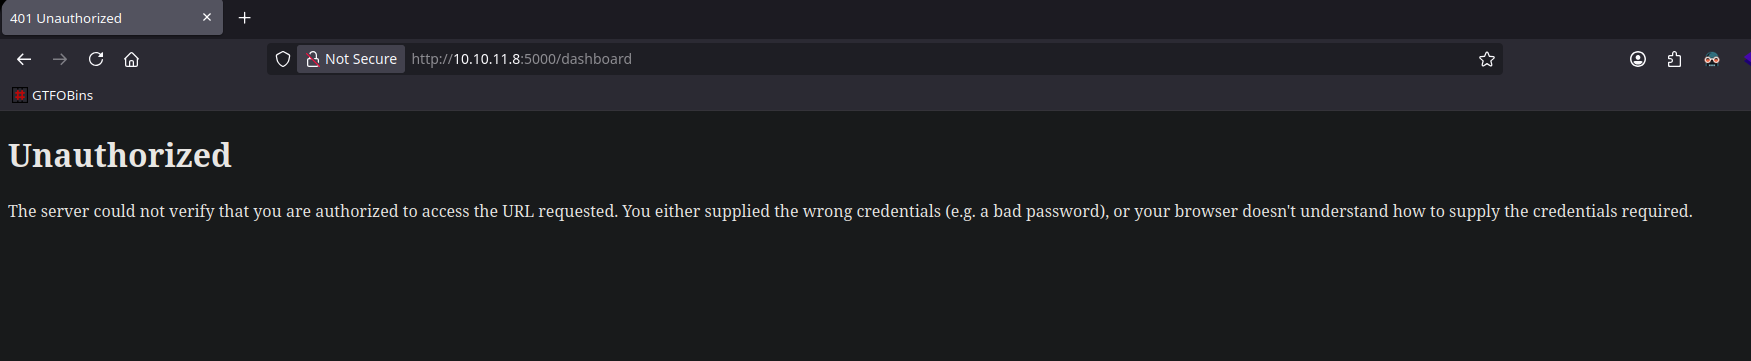 401 Unauthorized
Not Secure http://10.10.11.8:5000/dashboard
GTFOBins
Unauthorized
The server could not verify that you are authorized to access the URL requested. You either supplied the wrong credentials (e.g. a bad password), or your browser doesn't understand how to supply the credentials required.